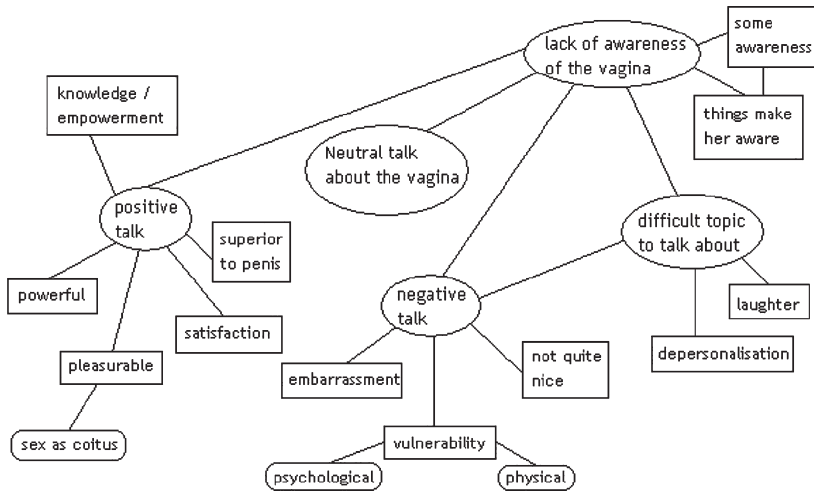 lack of awareness
of the vagina
some
awareness
things make
her aware
knowledge /
empowerment
Neutral talk
about the vagina
positive
talk
superior
to penis
difficult topic
to talk about
powerful
satisfaction
negative
talk
laughter
pleasurable
embarrassment
not quite
nice
depersonalisation
sex as coitus
vulnerability
psychological
physical